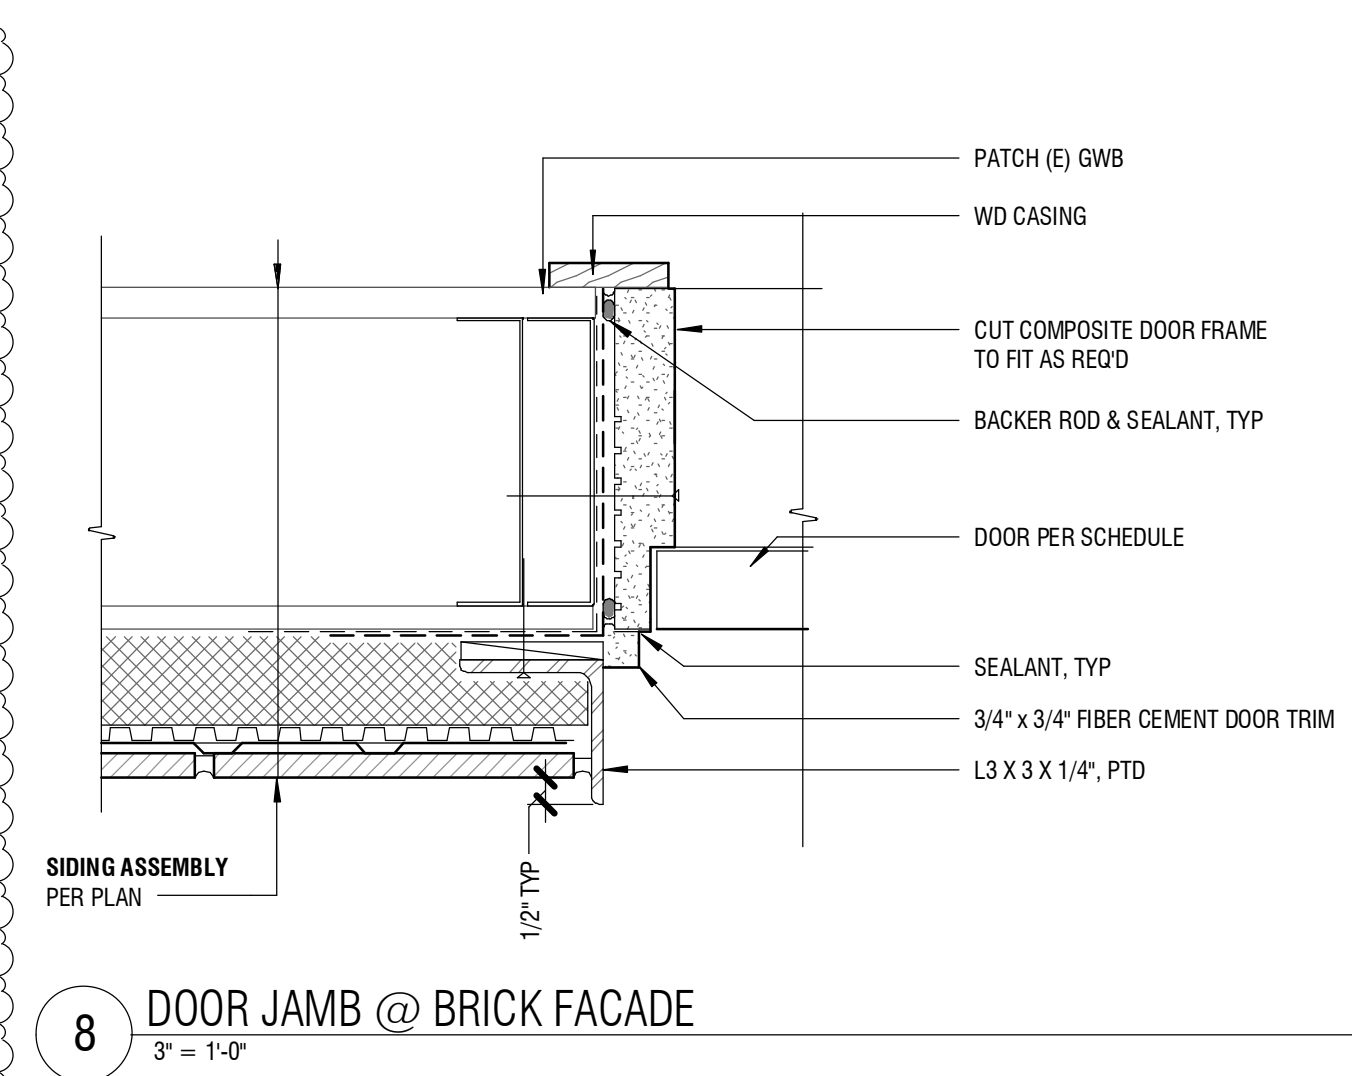 PATCH (E) GWB
WD CASING
CUT COMPOSITE DOOR FRAME
TO FIT AS REQ'D
BACKER ROD & SEALANT, TYP
DOOR PER SCHEDULE
SEALANT, TYP
3/4" x 3/4" FIBER CEMENT DOOR TRIM
L3 X 3 X 1/4", PTD
SIDING ASSEMBLY
PER PLAN
1/2" TYP
8
DOOR JAMB @ BRICK FACADE
3" = 1'-0"